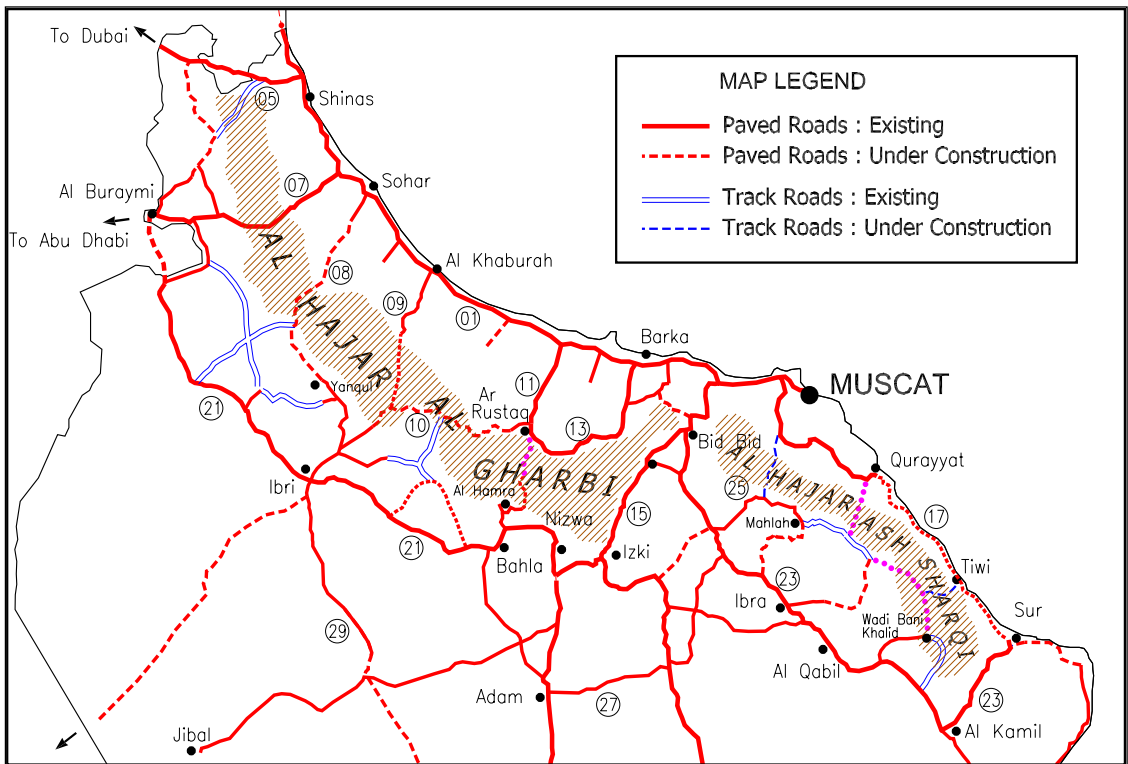 To Dubai
05
Shinas
Al Buraymi
07
Sohar
To Abu Dhabi
08
Al Khaburah
09
01
Barka
MUSCAT
Yanqul
21
11
Ar
Rustaq
10
13
Bid Bid
Qurayyat
Ibri
Al Hamra
25
Nizwa
15
Mahlah
17
21
Bahla
Izki
23
Tiwi
Ibra
Wadi Bani
Khalid
Sur
29
Al Qabil
Adam
27
23
Jibal
Al Kamil
AL HAJAR AL
GHARBI
AL HAJAR ASH SHARQI
MAP LEGEND
Paved Roads : Existing
Paved Roads : Under Construction
Track Roads : Existing
Track Roads : Under Construction